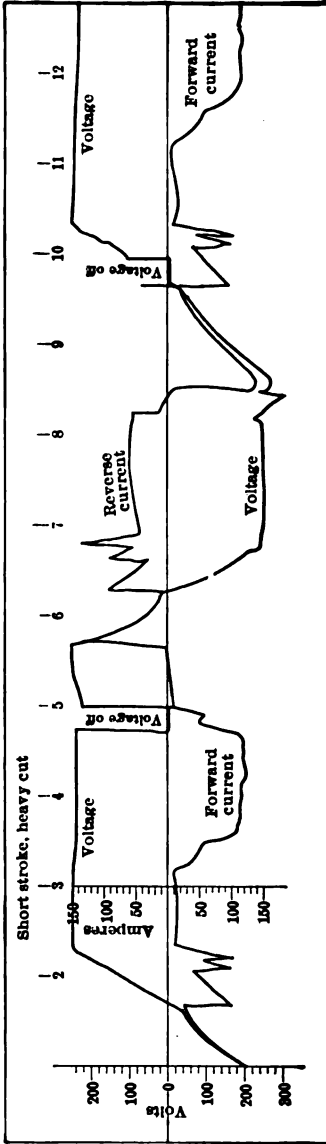 Short stroke, heavy cut
2 3 4 5 6 7 8 9 10 11 12
Voltage
Voltage off
Reverse
current
Voltage off
Voltage
Forward
current
Voltage
Forward
current
150
100
50
0
50
100
150
Amperes
200
100
0
100
200
300
Volts